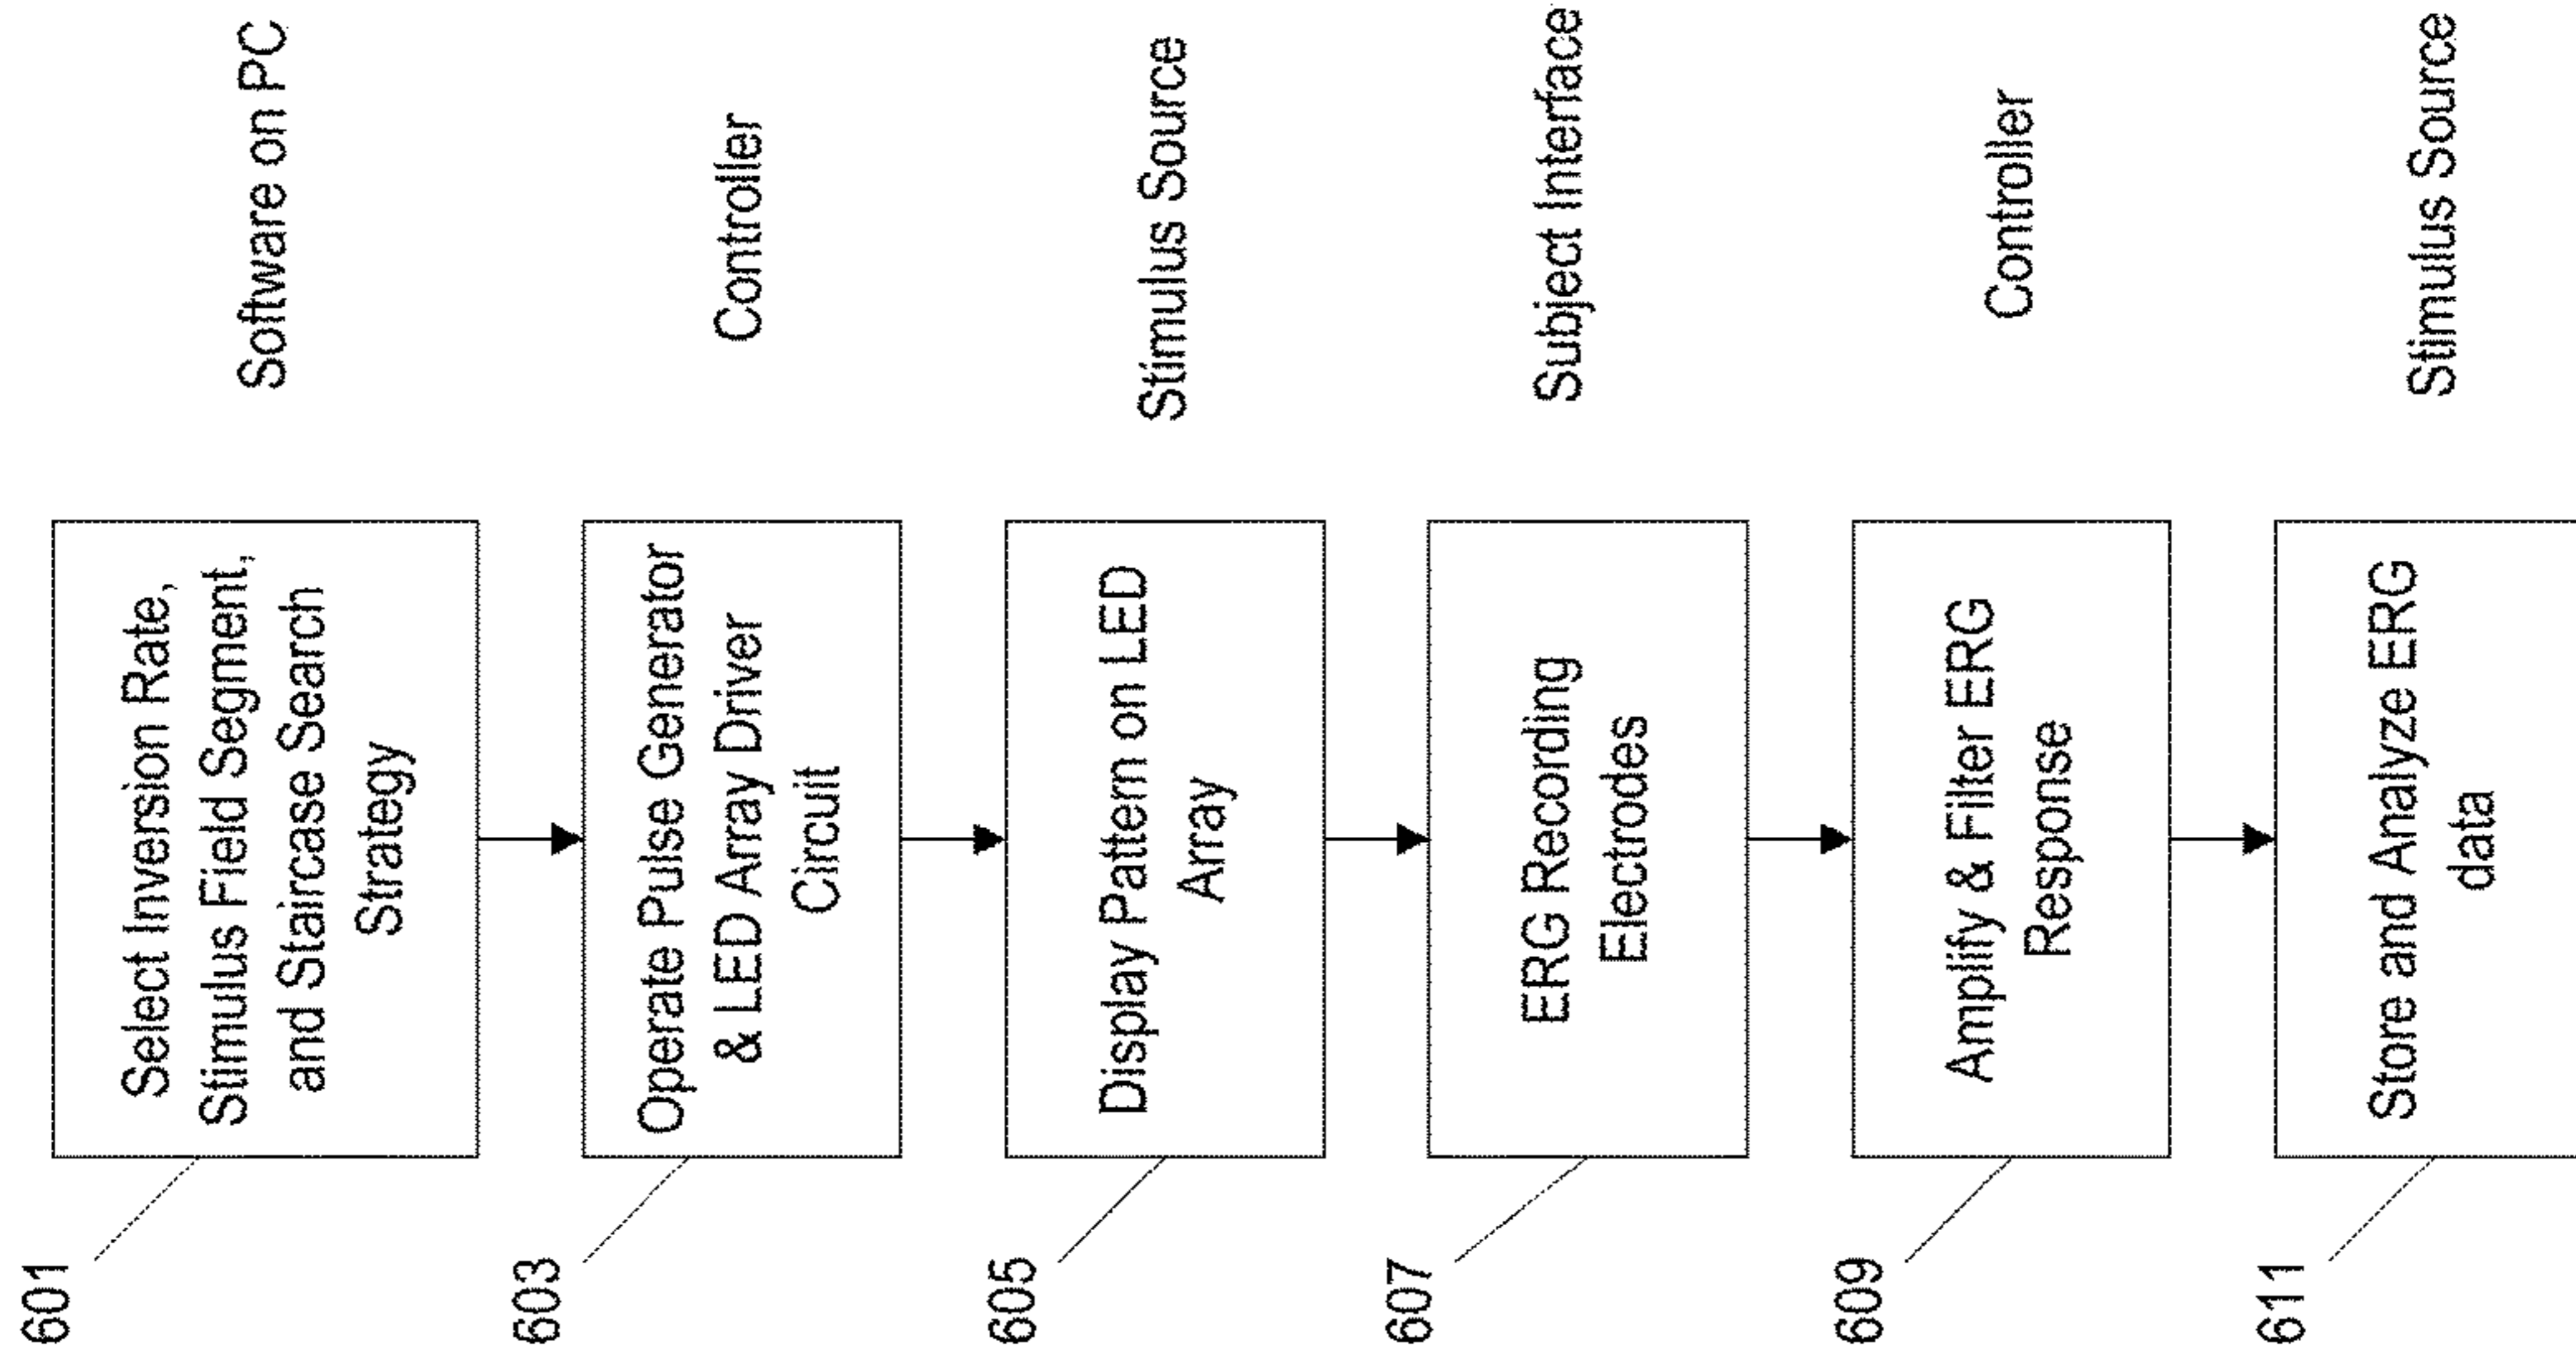 601
Select Inversion Rate,
Stimulus Field Segment,
and Staircase Search
Strategy
Software on PC
603
Operate Pulse Generator
& LED Array Driver
Circuit
Controller
605
Display Pattern on LED
Array
Stimulus Source
607
ERG Recording
Electrodes
Subject Interface
609
Amplify & Filter ERG
Response
Controller
611
Store and Analyze ERG
data
Stimulus Source